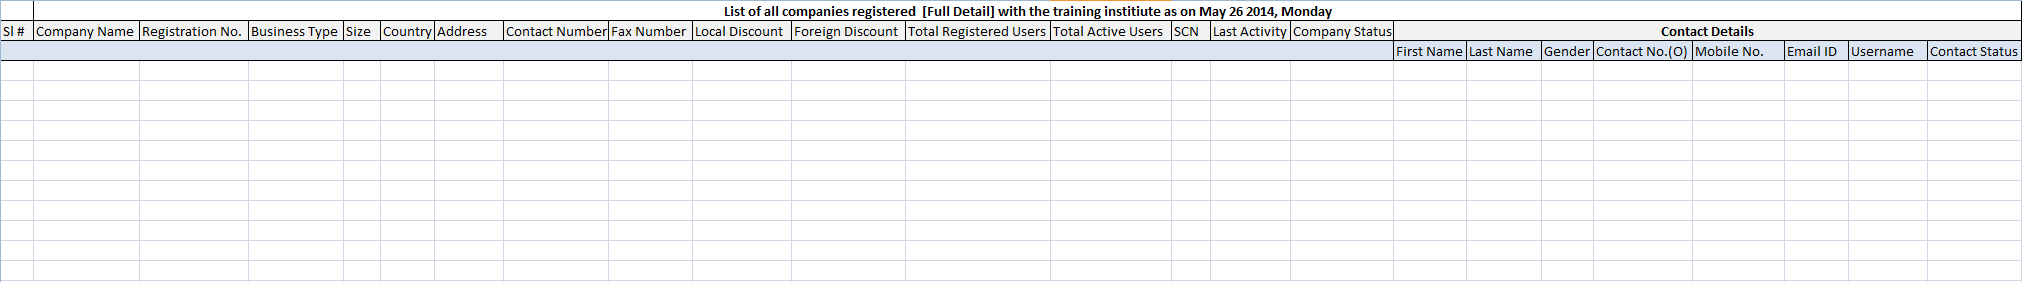 List of all companies registered  [Full Detail] with the training institiute as on May 26 2014, Monday
Sl # Company Name Registration No. Business Type Size Country Address Contact Number Fax Number Local Discount Foreign Discount Total Registered Users Total Active Users SCN Last Activity Company Status Contact Details
First Name Last Name Gender Contact No.(O) Mobile No. Email ID Username Contact Status